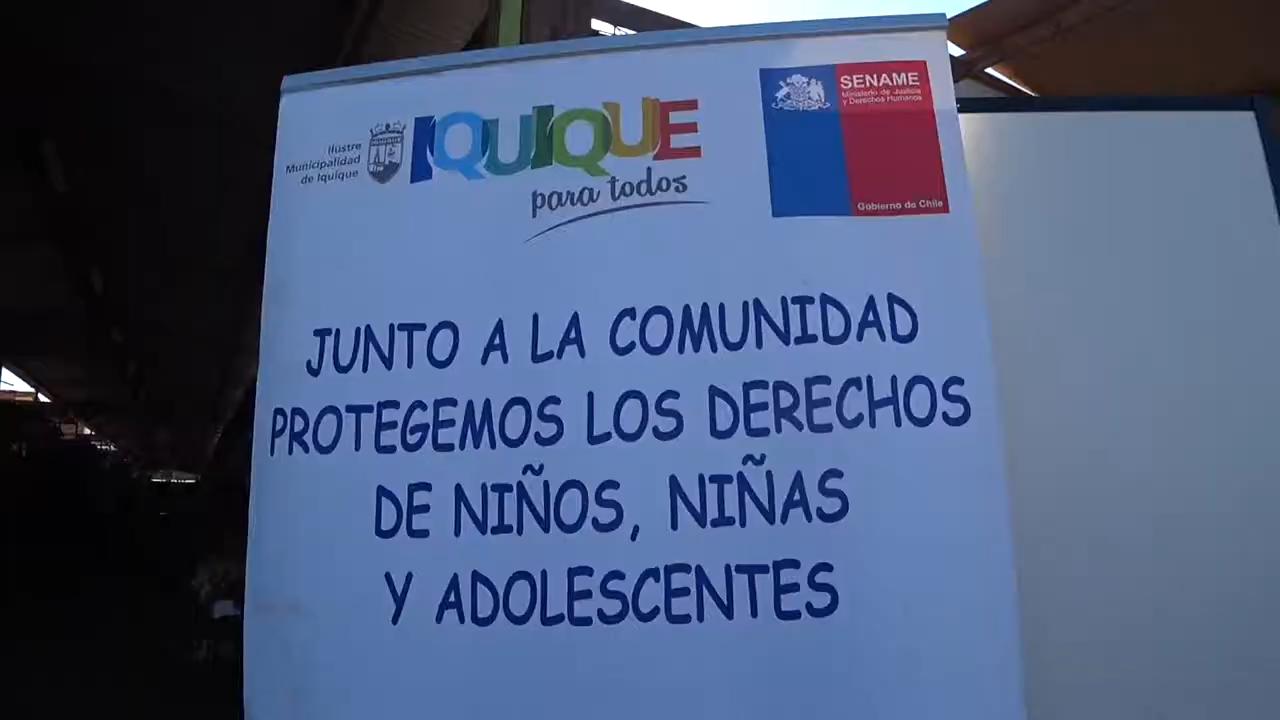 Ilustre
Municipalidad
de Iquique
IQUIQUE
IQUIQUE
para todos
SENAME
Ministerio de Justicia
y Derechos Humanos
Gobierno de Chile
JUNTO A LA COMUNIDAD
PROTEGEMOS LOS DERECHOS
DE NIÑOS, NIÑAS
Y ADOLESCENTES